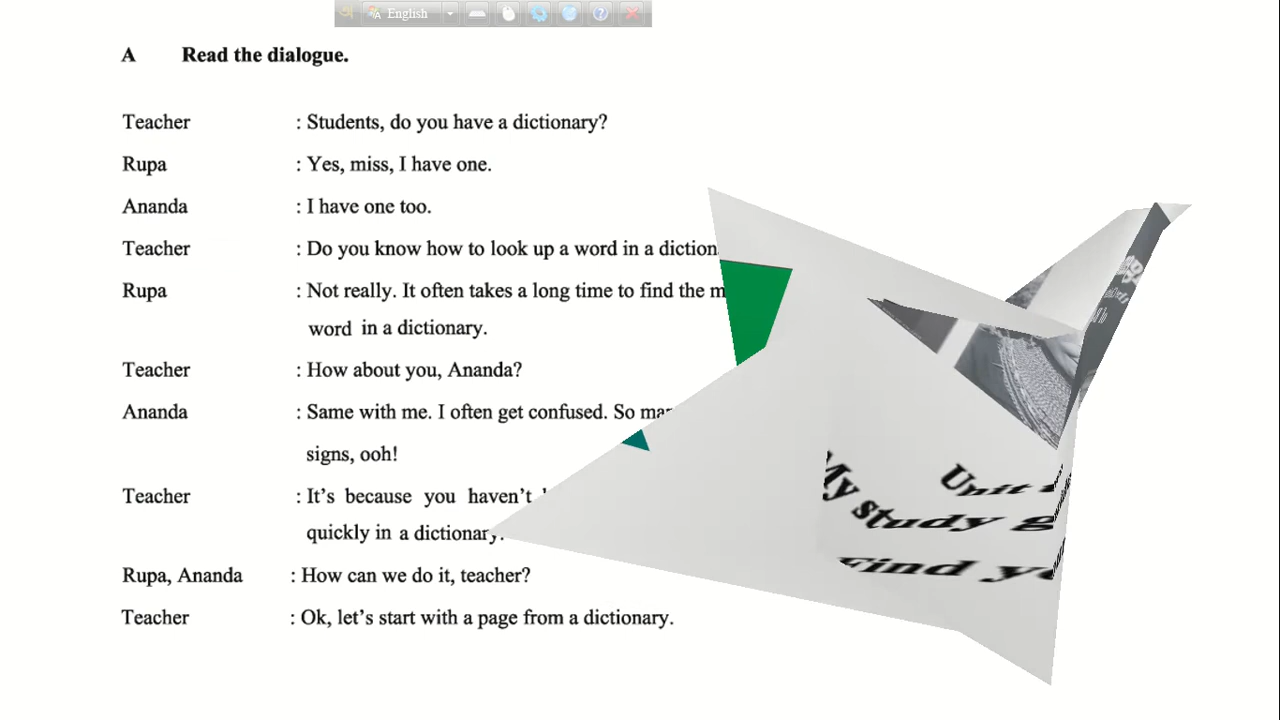 English
A Read the dialogue.
Teacher : Students, do you have a dictionary?
Rupa : Yes, miss, I have one.
Ananda : I have one too.
Teacher : Do you know how to look up a word in a
Rupa : Not really. It often takes a long time to find the
word in a dictionary.
Teacher : How about you, Ananda?
Ananda : Same with me. I often get confused. So
signs, ooh!
Teacher : It's because you haven't
quickly in a dictionary.
Rupa, Ananda : How can we do it, teacher?
Teacher : Ok, let's start with a page from a dictionary.
Unit
My study
Find